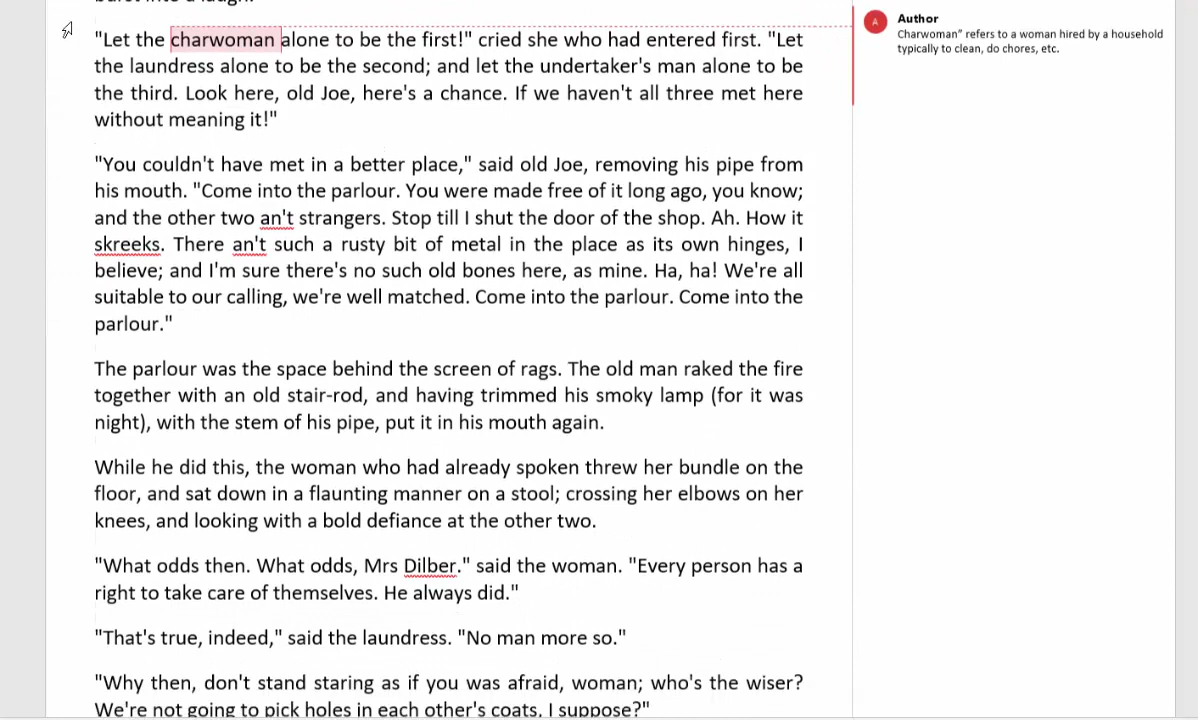 "Let the charwoman alone to be the first!" cried she who had entered first. "Let
the laundress alone to be the second; and let the undertaker's man alone to be
the third. Look here, old Joe, here's a chance. If we haven't all three met here
without meaning it!"
"You couldn't have met in a better place," said old Joe, removing his pipe from
his mouth. "Come into the parlour. You were made free of it long ago, you know;
and the other two an't strangers. Stop till I shut the door of the shop. Ah. How it
skreeks. There an't such a rusty bit of metal in the place as its own hinges, I
believe; and I'm sure there's no such old bones here, as mine. Ha, ha! We're all
suitable to our calling, we're well matched. Come into the parlour. Come into the
parlour."
The parlour was the space behind the screen of rags. The old man raked the fire
together with an old stair-rod, and having trimmed his smoky lamp (for it was
night), with the stem of his pipe, put it in his mouth again.
While he did this, the woman who had already spoken threw her bundle on the
floor, and sat down in a flaunting manner on a stool; crossing her elbows on her
knees, and looking with a bold defiance at the other two.
"What odds then. What odds, Mrs Dilber." said the woman. "Every person has a
right to take care of themselves. He always did."
"That's true, indeed," said the laundress. "No man more so."
"Why then, don't stand staring as if you was afraid, woman; who's the wiser?
We're not going to pick holes in each other's coats, I suppose?"
A
Author
Charwoman" refers to a woman hired by a household
typically to clean, do chores, etc.